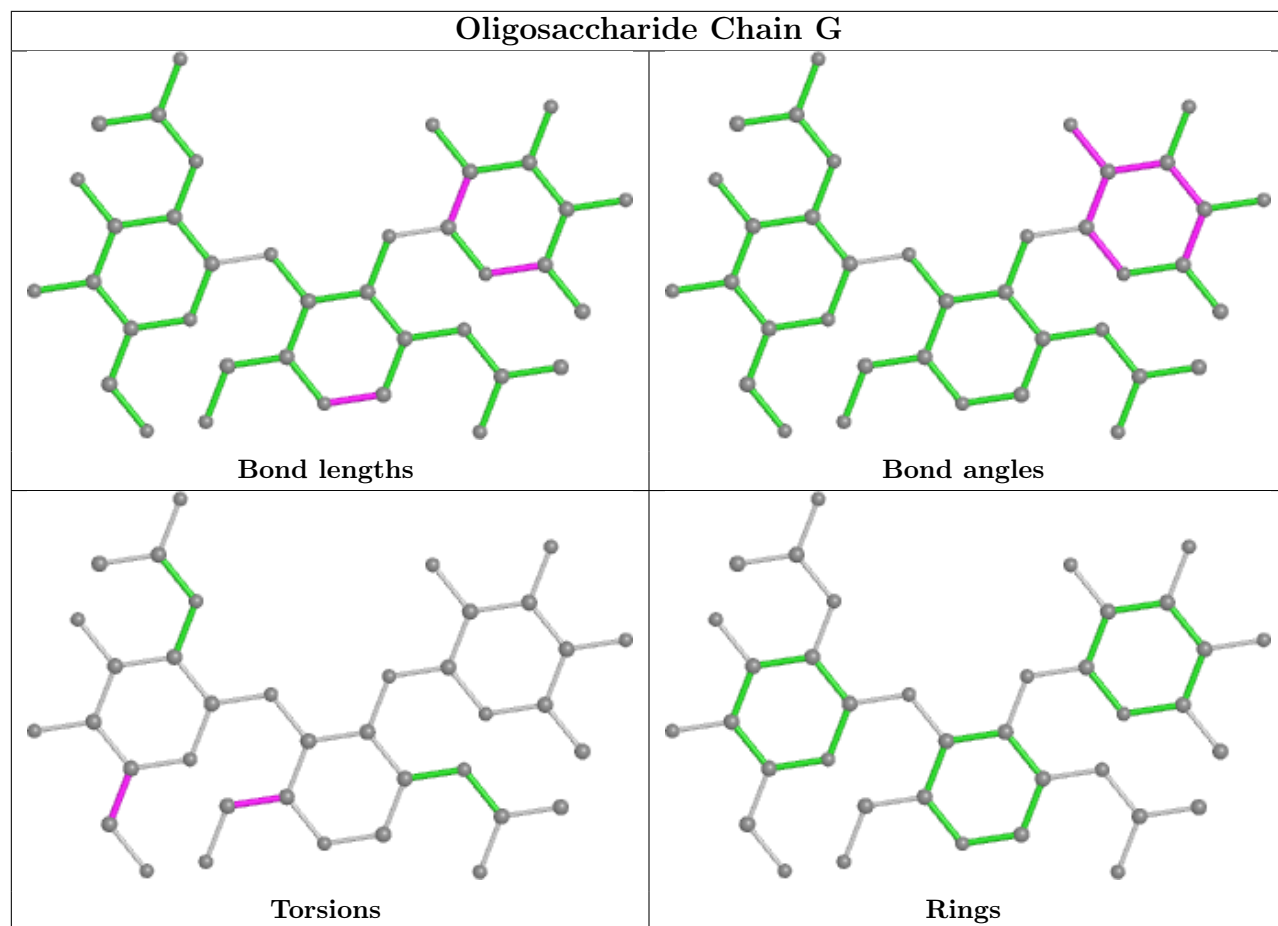 Oligosaccharide Chain G
Bond lengths
Bond angles
Torsions
Rings